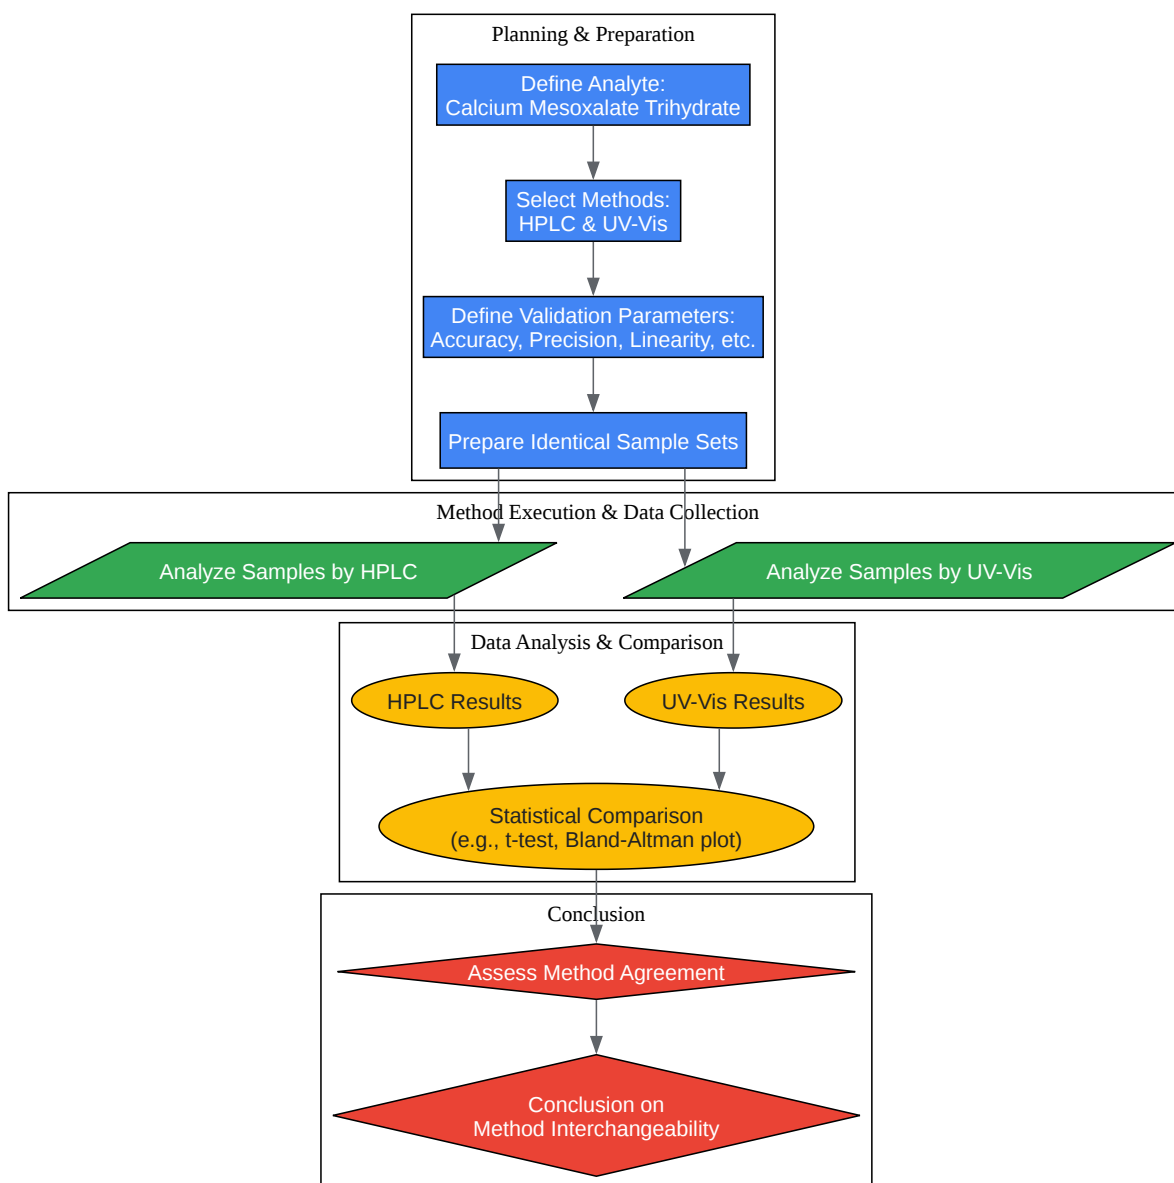 Planning & Preparation
Define Analyte:
Calcium Mesoxalate Trihydrate
Select Methods:
HPLC & UV-Vis
Define Validation Parameters:
Accuracy, Precision, Linearity, etc.
Prepare Identical Sample Sets
Method Execution & Data Collection
Analyze Samples by HPLC
Analyze Samples by UV-Vis
Data Analysis & Comparison
HPLC Results
UV-Vis Results
Statistical Comparison
(e.g., t-test, Bland-Altman plot)
Conclusion
Assess Method Agreement
Conclusion on
Method Interchangeability